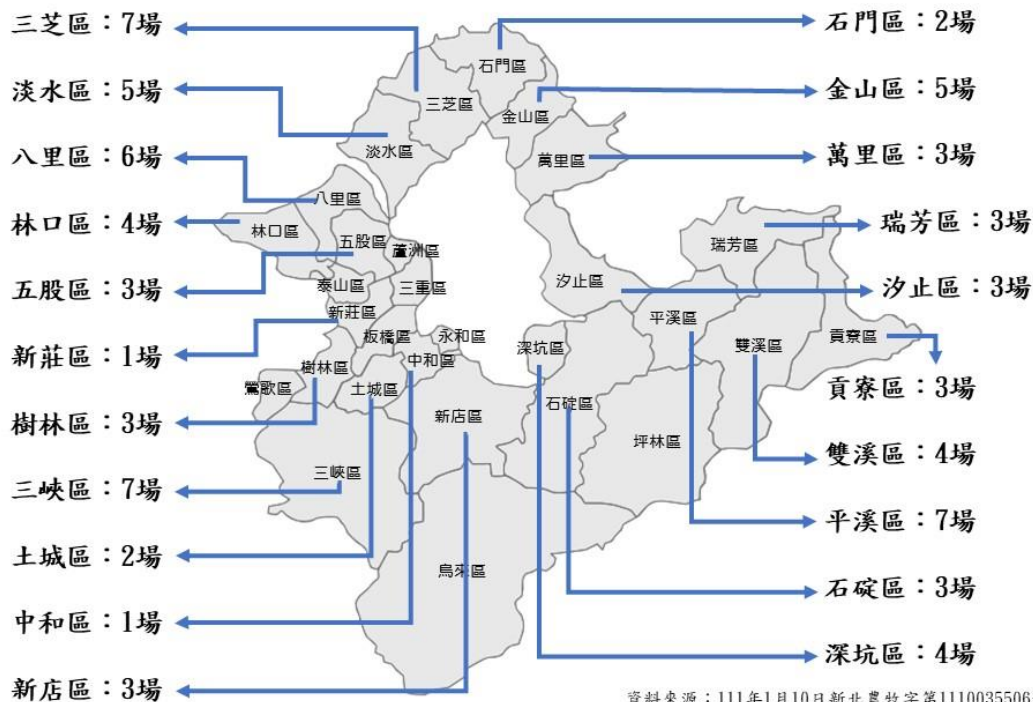 三芝區：7場
淡水區：5場
八里區：6場
林口區：4場
五股區：3場
新莊區：1場
樹林區：3場
三峽區：7場
土城區：2場
中和區：1場
新店區：3場
石門區
三芝區
金山區
淡水區
萬里區
八里區
林口區
五股區
蘆洲區
泰山區
三重區
新莊區
板橋區
永和區
中和區
樹林區
鶯歌區
土城區
新店區
三峽區
烏來區
瑞芳區
汐止區
平溪區
雙溪區
貢寮區
深坑區
石碇區
坪林區
石門區：2場
金山區：5場
萬里區：3場
瑞芳區：3場
汐止區：3場
貢寮區：3場
雙溪區：4場
平溪區：7場
石碇區：3場
深坑區：4場
資料來源：111年1月10日新北農牧字第1110035506